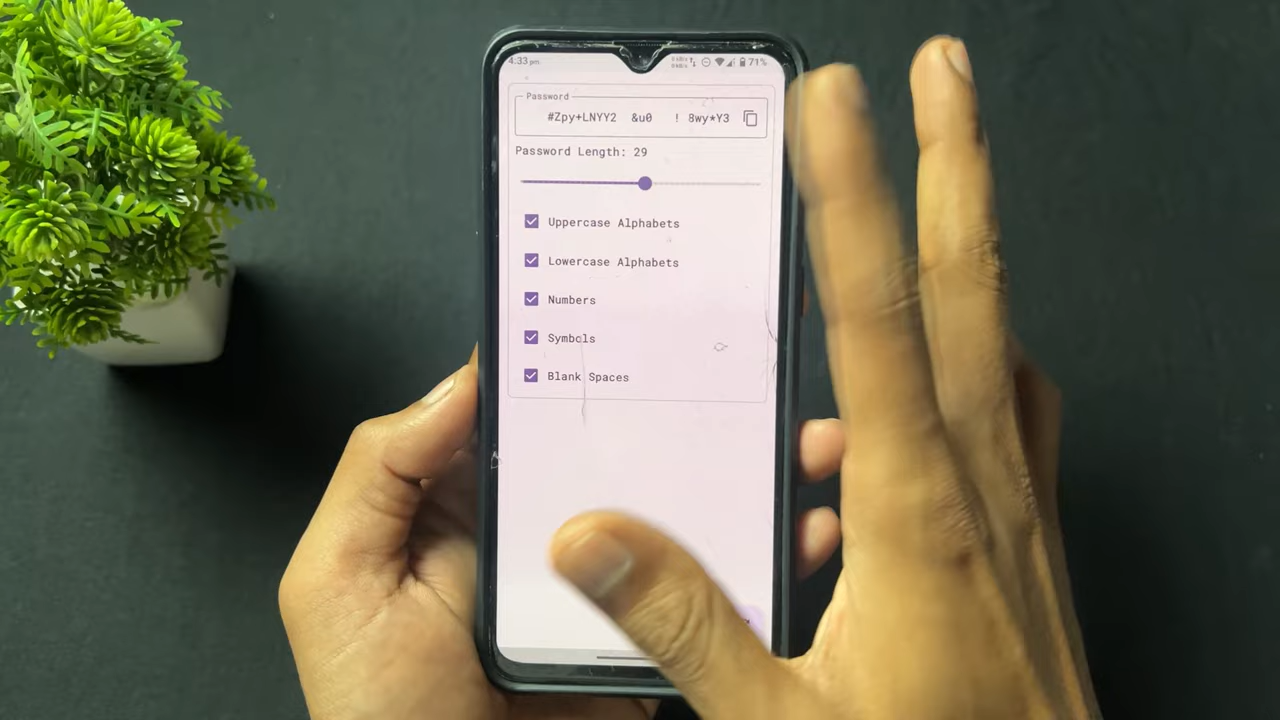 4:33 pm 71%
Password
#Zpy+LNYY2  &u0   ! 8wy*Y3
Password Length: 29
Uppercase Alphabets
Lowercase Alphabets
Numbers
Symbols
Blank Spaces